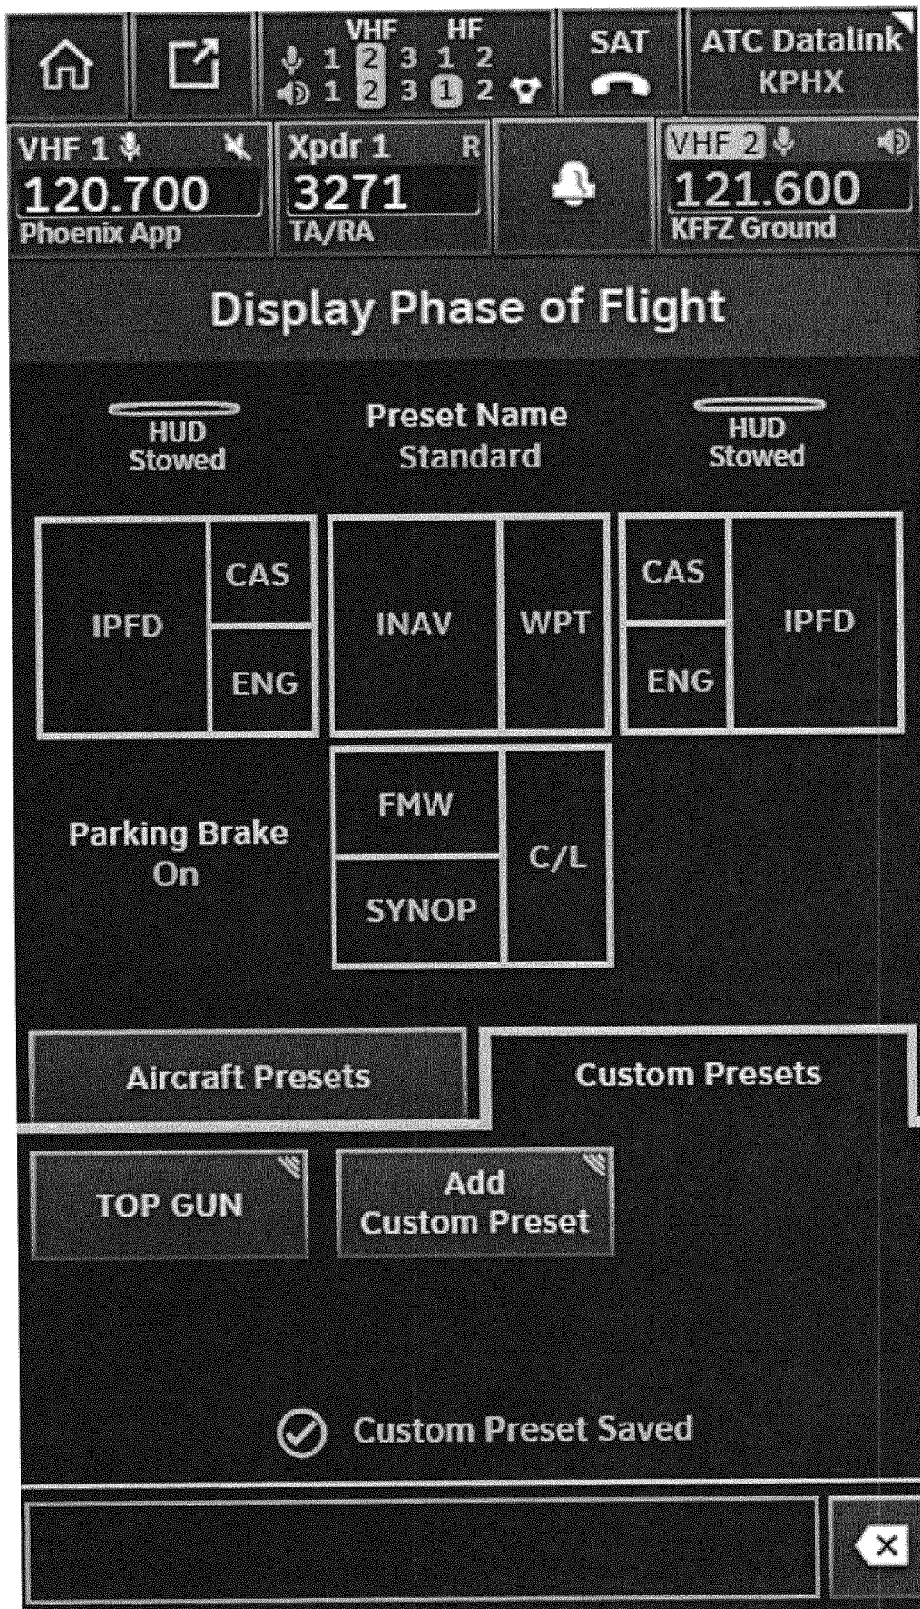 VHF HF
1 2 3 1 2
1 2 3 1 2
SAT
ATC Datalink
KPHX
VHF 1
120.700
Phoenix App
Xpdr 1 R
3271
TA/RA
VHF 2
121.600
KFFZ Ground
Display Phase of Flight
HUD
Stowed
Preset Name
Standard
HUD
Stowed
IPFD
CAS
ENG
INAV
WPT
CAS
ENG
IPFD
Parking Brake
On
FMW
SYNOP
C/L
Aircraft Presets
Custom Presets
TOP GUN
Add
Custom Preset
Custom Preset Saved